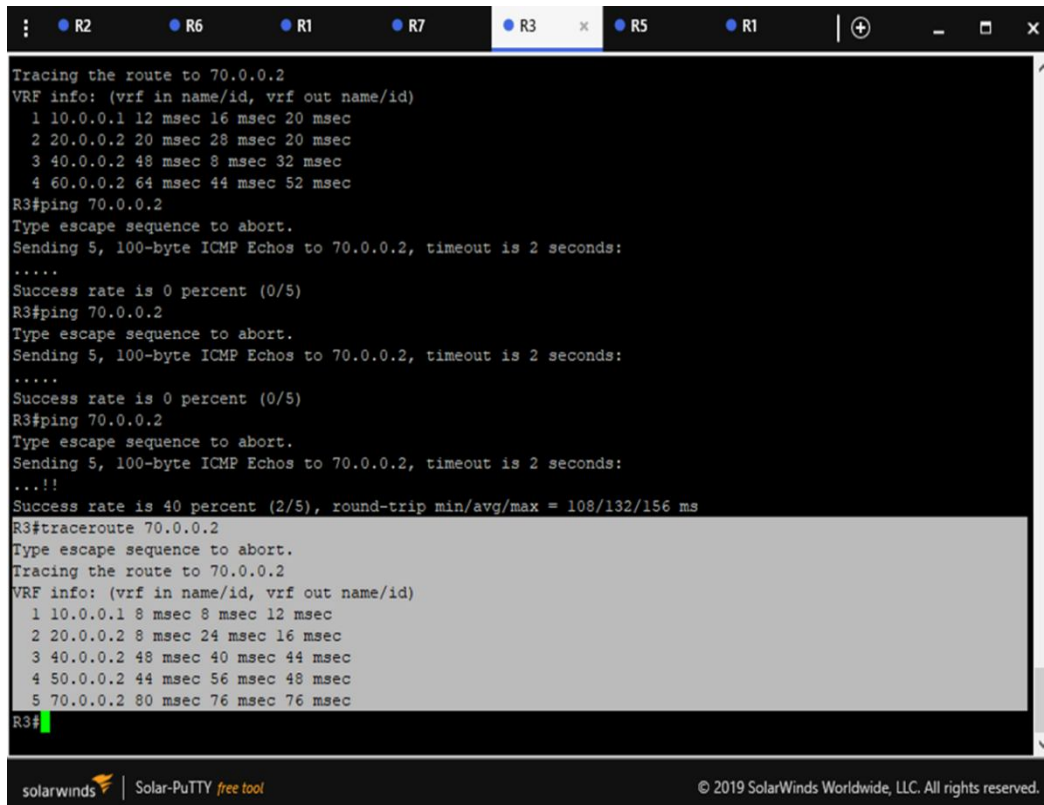 R2 R6 R1 R7 R3 × R5 R1
Tracing the route to 70.0.0.2
VRF info: (vrf in name/id, vrf out name/id)
1 10.0.0.1 12 msec 16 msec 20 msec
2 20.0.0.2 20 msec 28 msec 20 msec
3 40.0.0.2 48 msec 8 msec 32 msec
4 60.0.0.2 64 msec 44 msec 52 msec
R3#ping 70.0.0.2
Type escape sequence to abort.
Sending 5, 100-byte ICMP Echos to 70.0.0.2, timeout is 2 seconds:
.....
Success rate is 0 percent (0/5)
R3#ping 70.0.0.2
Type escape sequence to abort.
Sending 5, 100-byte ICMP Echos to 70.0.0.2, timeout is 2 seconds:
.....
Success rate is 0 percent (0/5)
R3#ping 70.0.0.2
Type escape sequence to abort.
Sending 5, 100-byte ICMP Echos to 70.0.0.2, timeout is 2 seconds:
...!!
Success rate is 40 percent (2/5), round-trip min/avg/max = 108/132/156 ms
R3#traceroute 70.0.0.2
Type escape sequence to abort.
Tracing the route to 70.0.0.2
VRF info: (vrf in name/id, vrf out name/id)
1 10.0.0.1 8 msec 8 msec 12 msec
2 20.0.0.2 8 msec 24 msec 16 msec
3 40.0.0.2 48 msec 40 msec 44 msec
4 50.0.0.2 44 msec 56 msec 48 msec
5 70.0.0.2 80 msec 76 msec 76 msec
R3#
solarwinds | Solar-PuTTY free tool © 2019 SolarWinds Worldwide, LLC. All rights reserved.